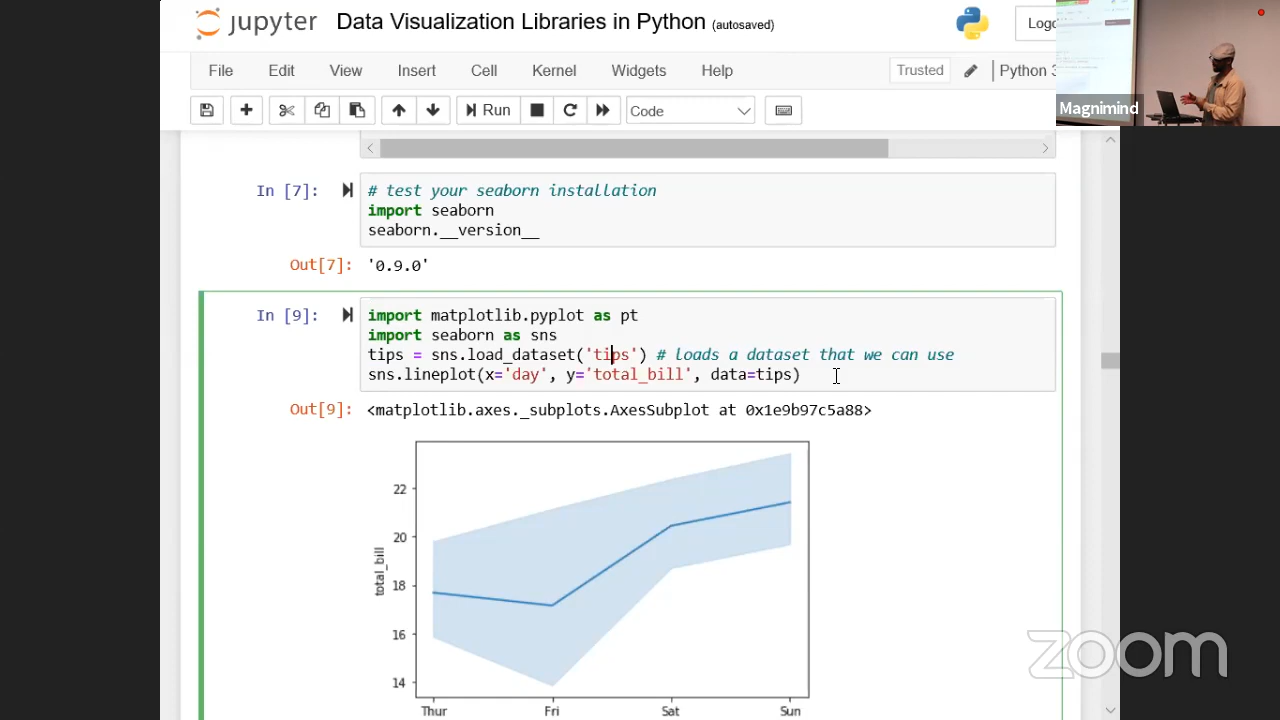 jupyter Data Visualization Libraries in Python (autosaved)
Magnimind
File Edit View Insert Cell Kernel Widgets Help Trusted Python 3
Run Code
In [7]: # test your seaborn installation
import seaborn
seaborn.__version__
Out[7]: '0.9.0'
In [9]: import matplotlib.pyplot as pt
import seaborn as sns
tips = sns.load_dataset('tips') # loads a dataset that we can use
sns.lineplot(x='day', y='total_bill', data=tips)
Out[9]: <matplotlib.axes._subplots.AxesSubplot at 0x1e9b97c5a88>
22
20
18
16
14
total_bill
Thur Fri Sat Sun
zoom